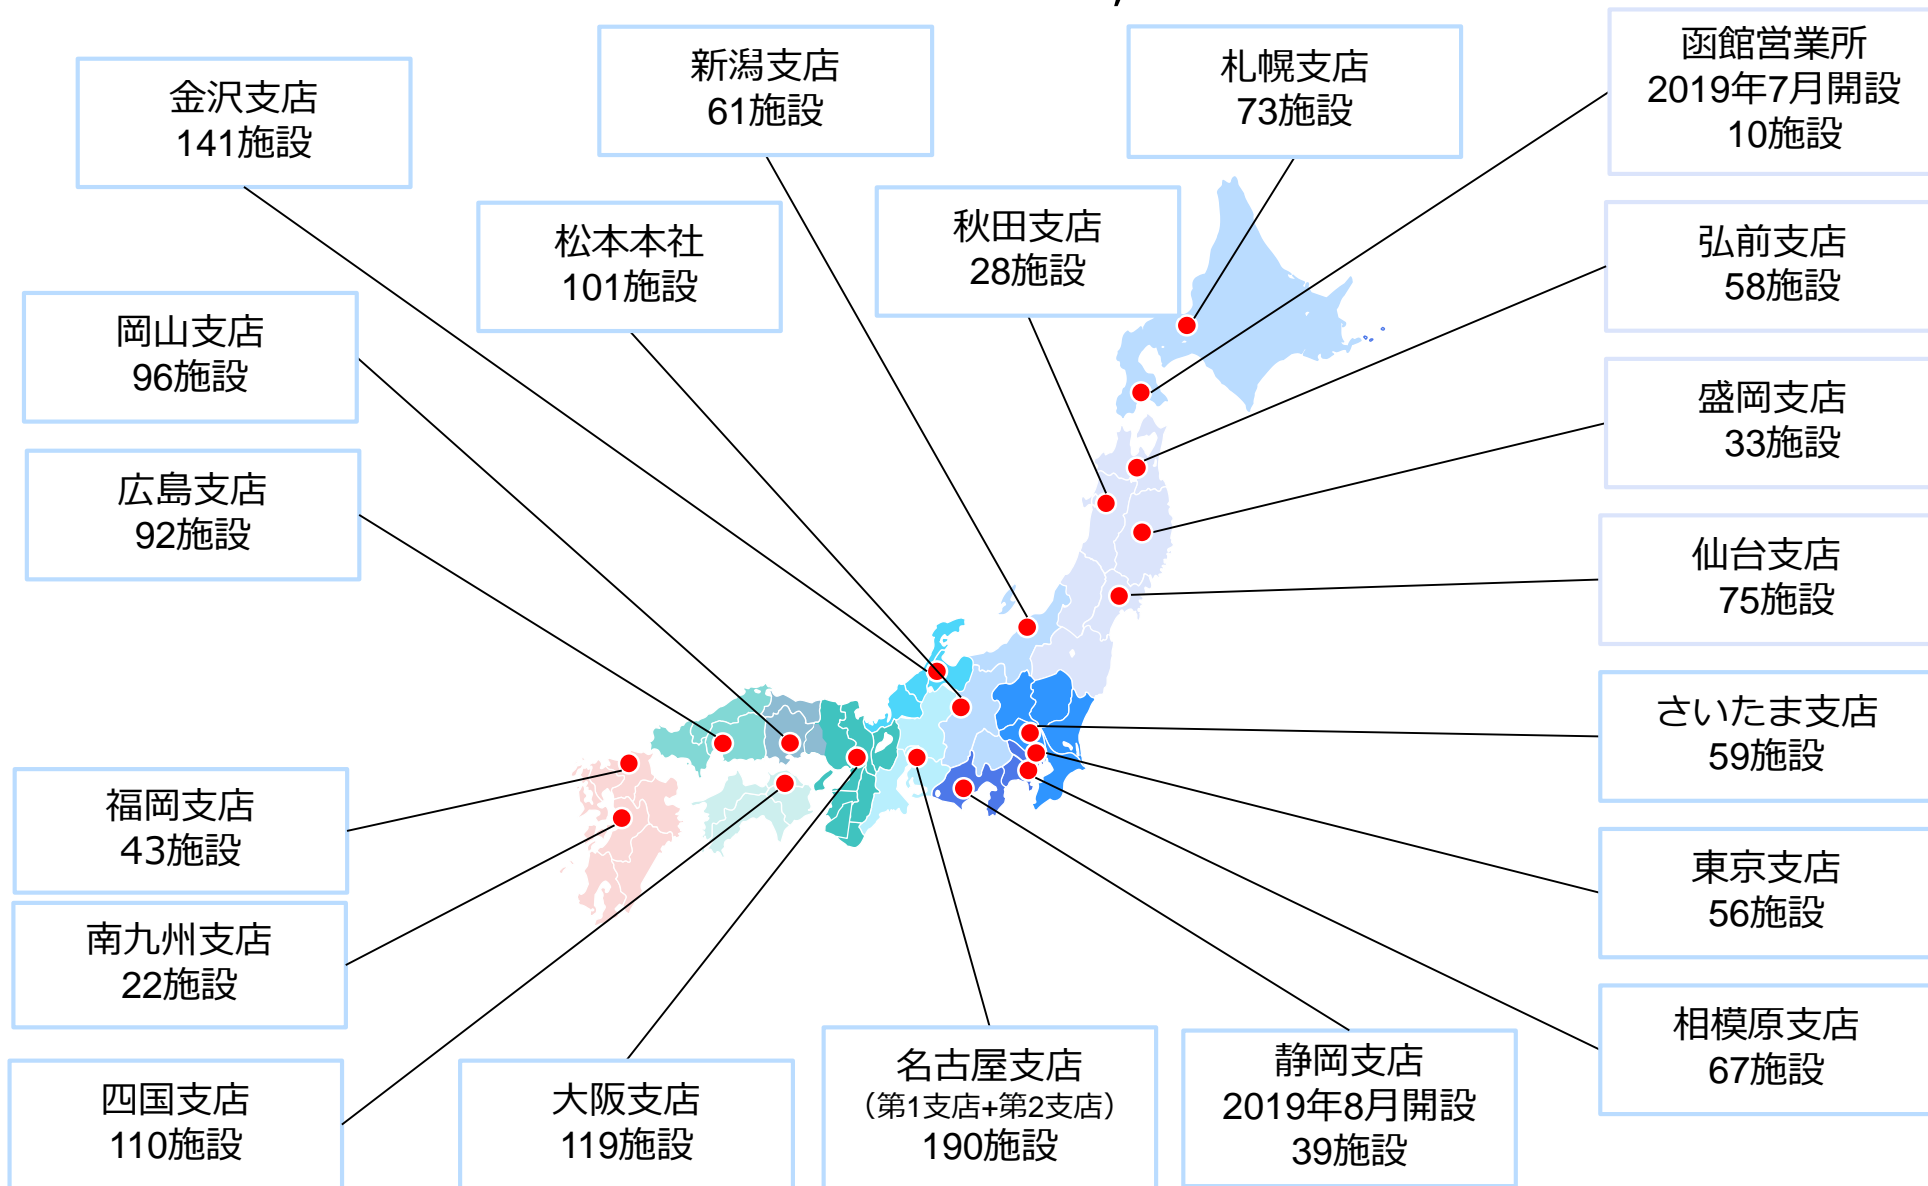 函館営業所
2019年7月開設
10施設
新潟支店
61施設
札幌支店
73施設
金沢支店
141施設
松本本社
101施設
秋田支店
28施設
弘前支店
58施設
岡山支店
96施設
盛岡支店
33施設
広島支店
92施設
仙台支店
75施設
さいたま支店
59施設
福岡支店
43施設
東京支店
56施設
南九州支店
22施設
相模原支店
67施設
四国支店
110施設
大阪支店
119施設
名古屋支店
（第1支店+第2支店）
190施設
静岡支店
2019年8月開設
39施設